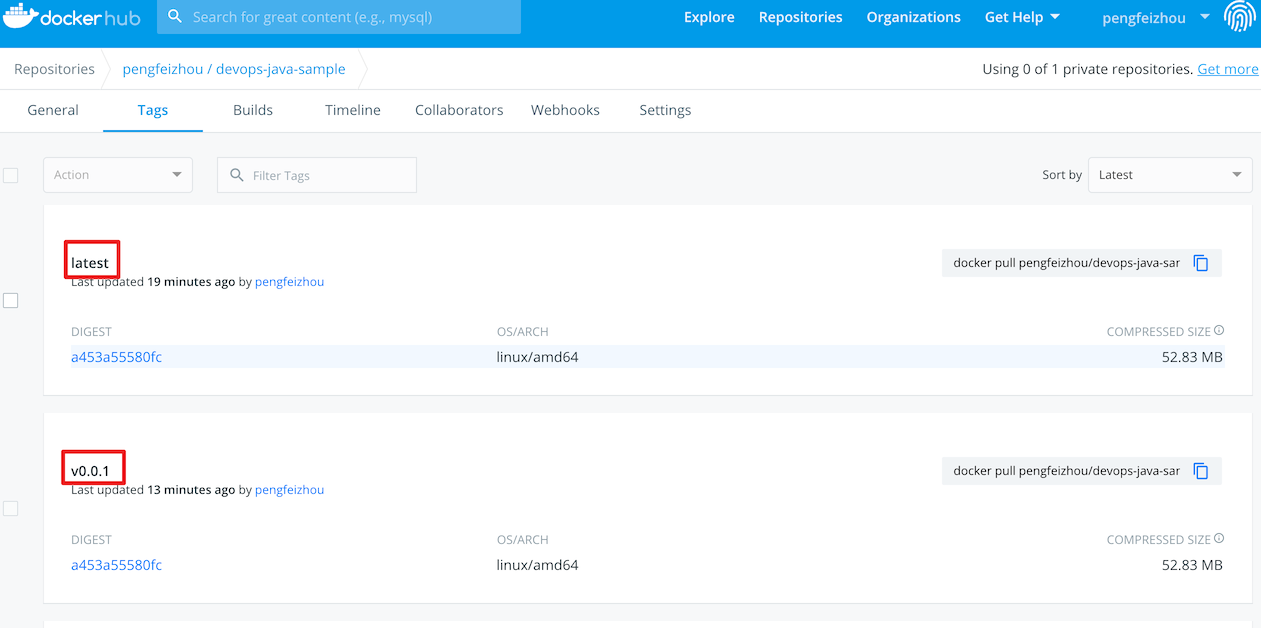 docker hub Search for great content (e.g., mysql) Explore Repositories Organizations Get Help pengfeizhou
Repositories pengfeizhou / devops-java-sample Using 0 of 1 private repositories. Get more
General Tags Builds Timeline Collaborators Webhooks Settings
Action Filter Tags Sort by Latest
latest docker pull pengfeizhou/devops-java-sar
Last updated 19 minutes ago by pengfeizhou
DIGEST OS/ARCH COMPRESSED SIZE
a453a55580fc linux/amd64 52.83 MB
v0.0.1 docker pull pengfeizhou/devops-java-sar
Last updated 13 minutes ago by pengfeizhou
DIGEST OS/ARCH COMPRESSED SIZE
a453a55580fc linux/amd64 52.83 MB